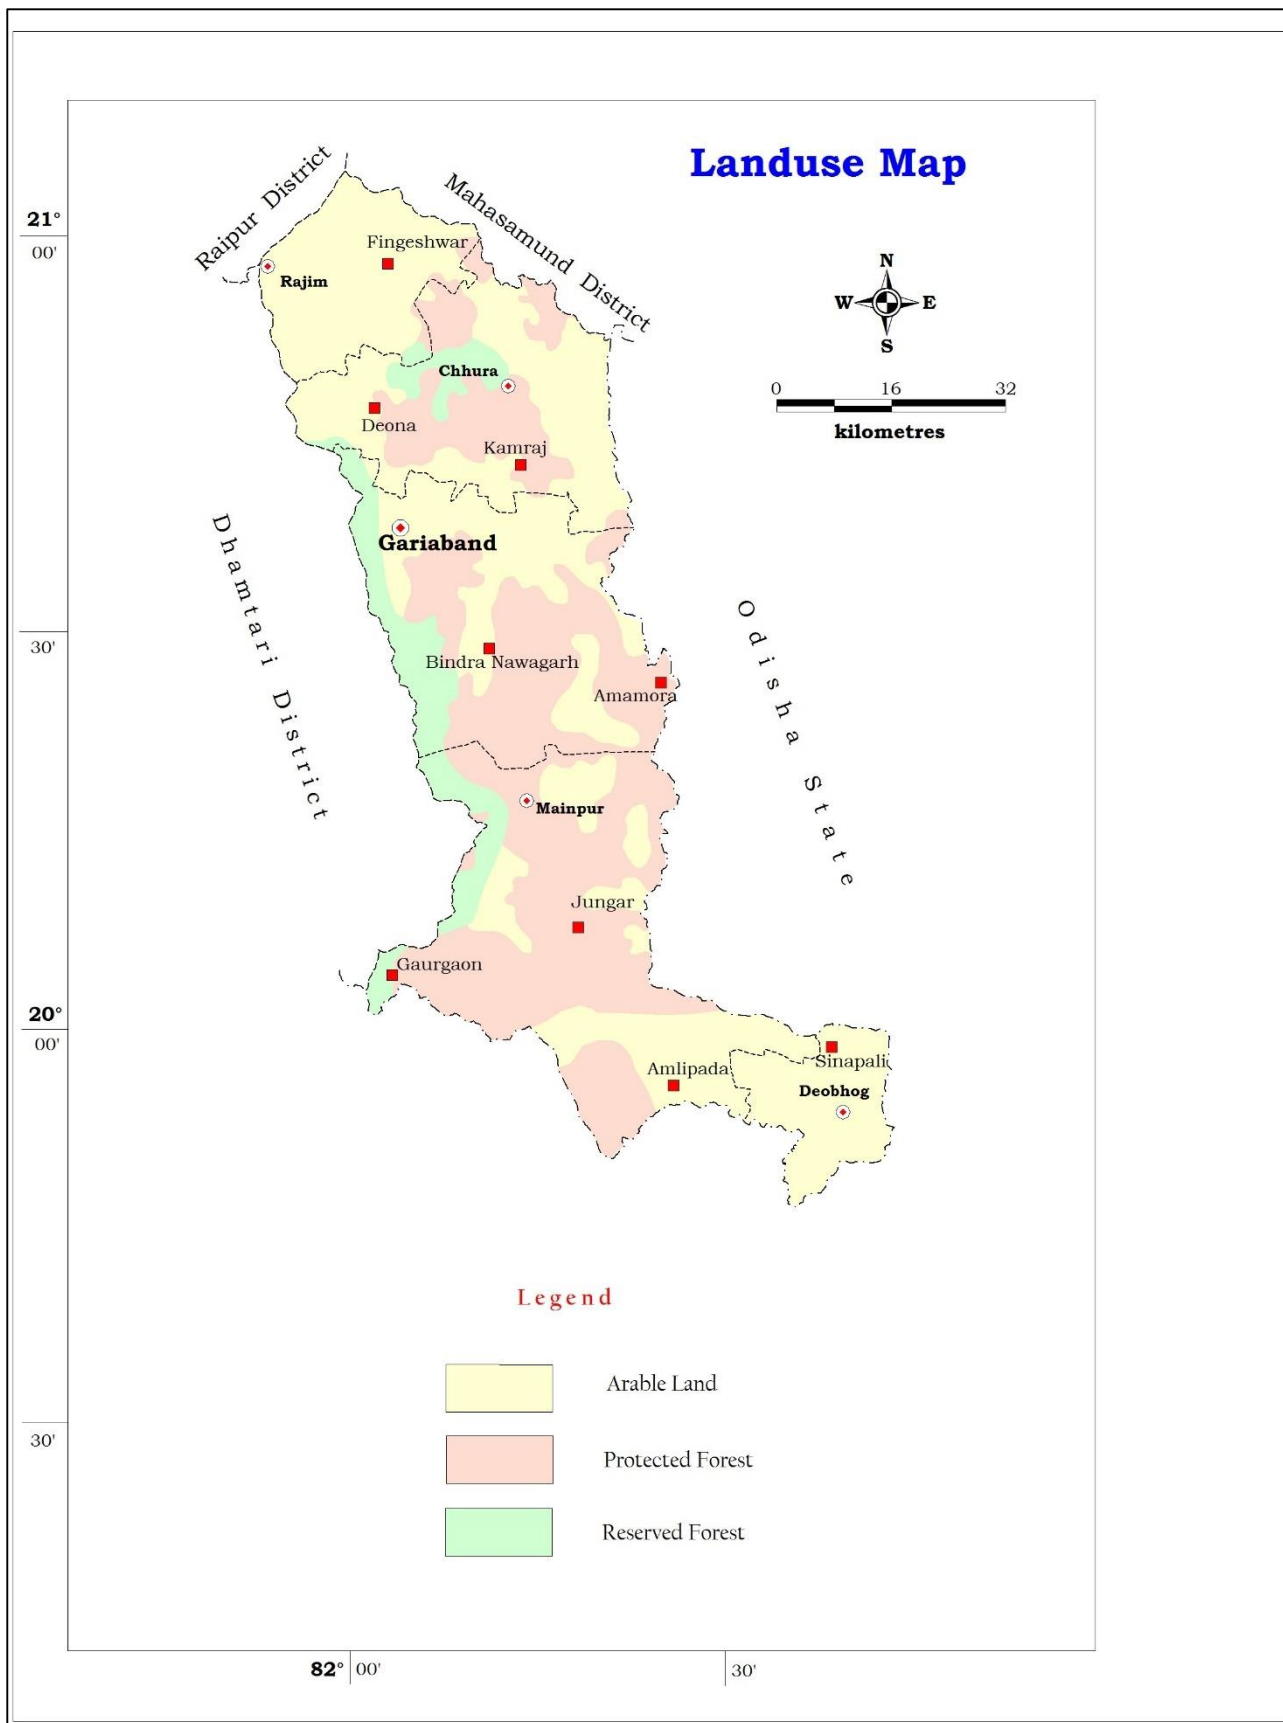 Landuse Map
Raipur District
Mahasamund District
21°
00'
Fingeshwar
Rajim
N
W
E
S
0
16
32
kilometres
Chhura
Deona
Kamraj
Gariaband
Dhamtari District
Odisha State
30'
Bindra Nawagarh
Amamora
Mainpur
Jungar
Gaurgaon
20°
00'
Sinapali
Amlipada
Deobhog
Legend
Arable Land
30'
Protected Forest
Reserved Forest
82° 00'
30'